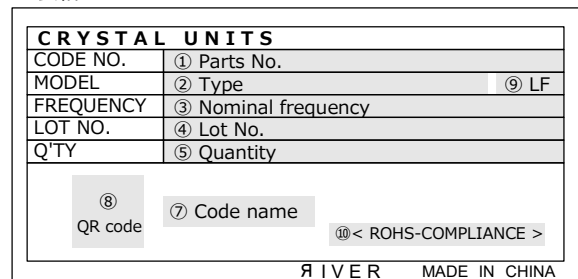 CRYSTAL UNITS
CODE NO. ① Parts No.
MODEL ② Type ⑨ LF
FREQUENCY ③ Nominal frequency
LOT NO. ④ Lot No.
Q'TY ⑤ Quantity
⑧
QR code
⑦ Code name
⑩< ROHS-COMPLIANCE >
ЯIVER MADE IN CHINA